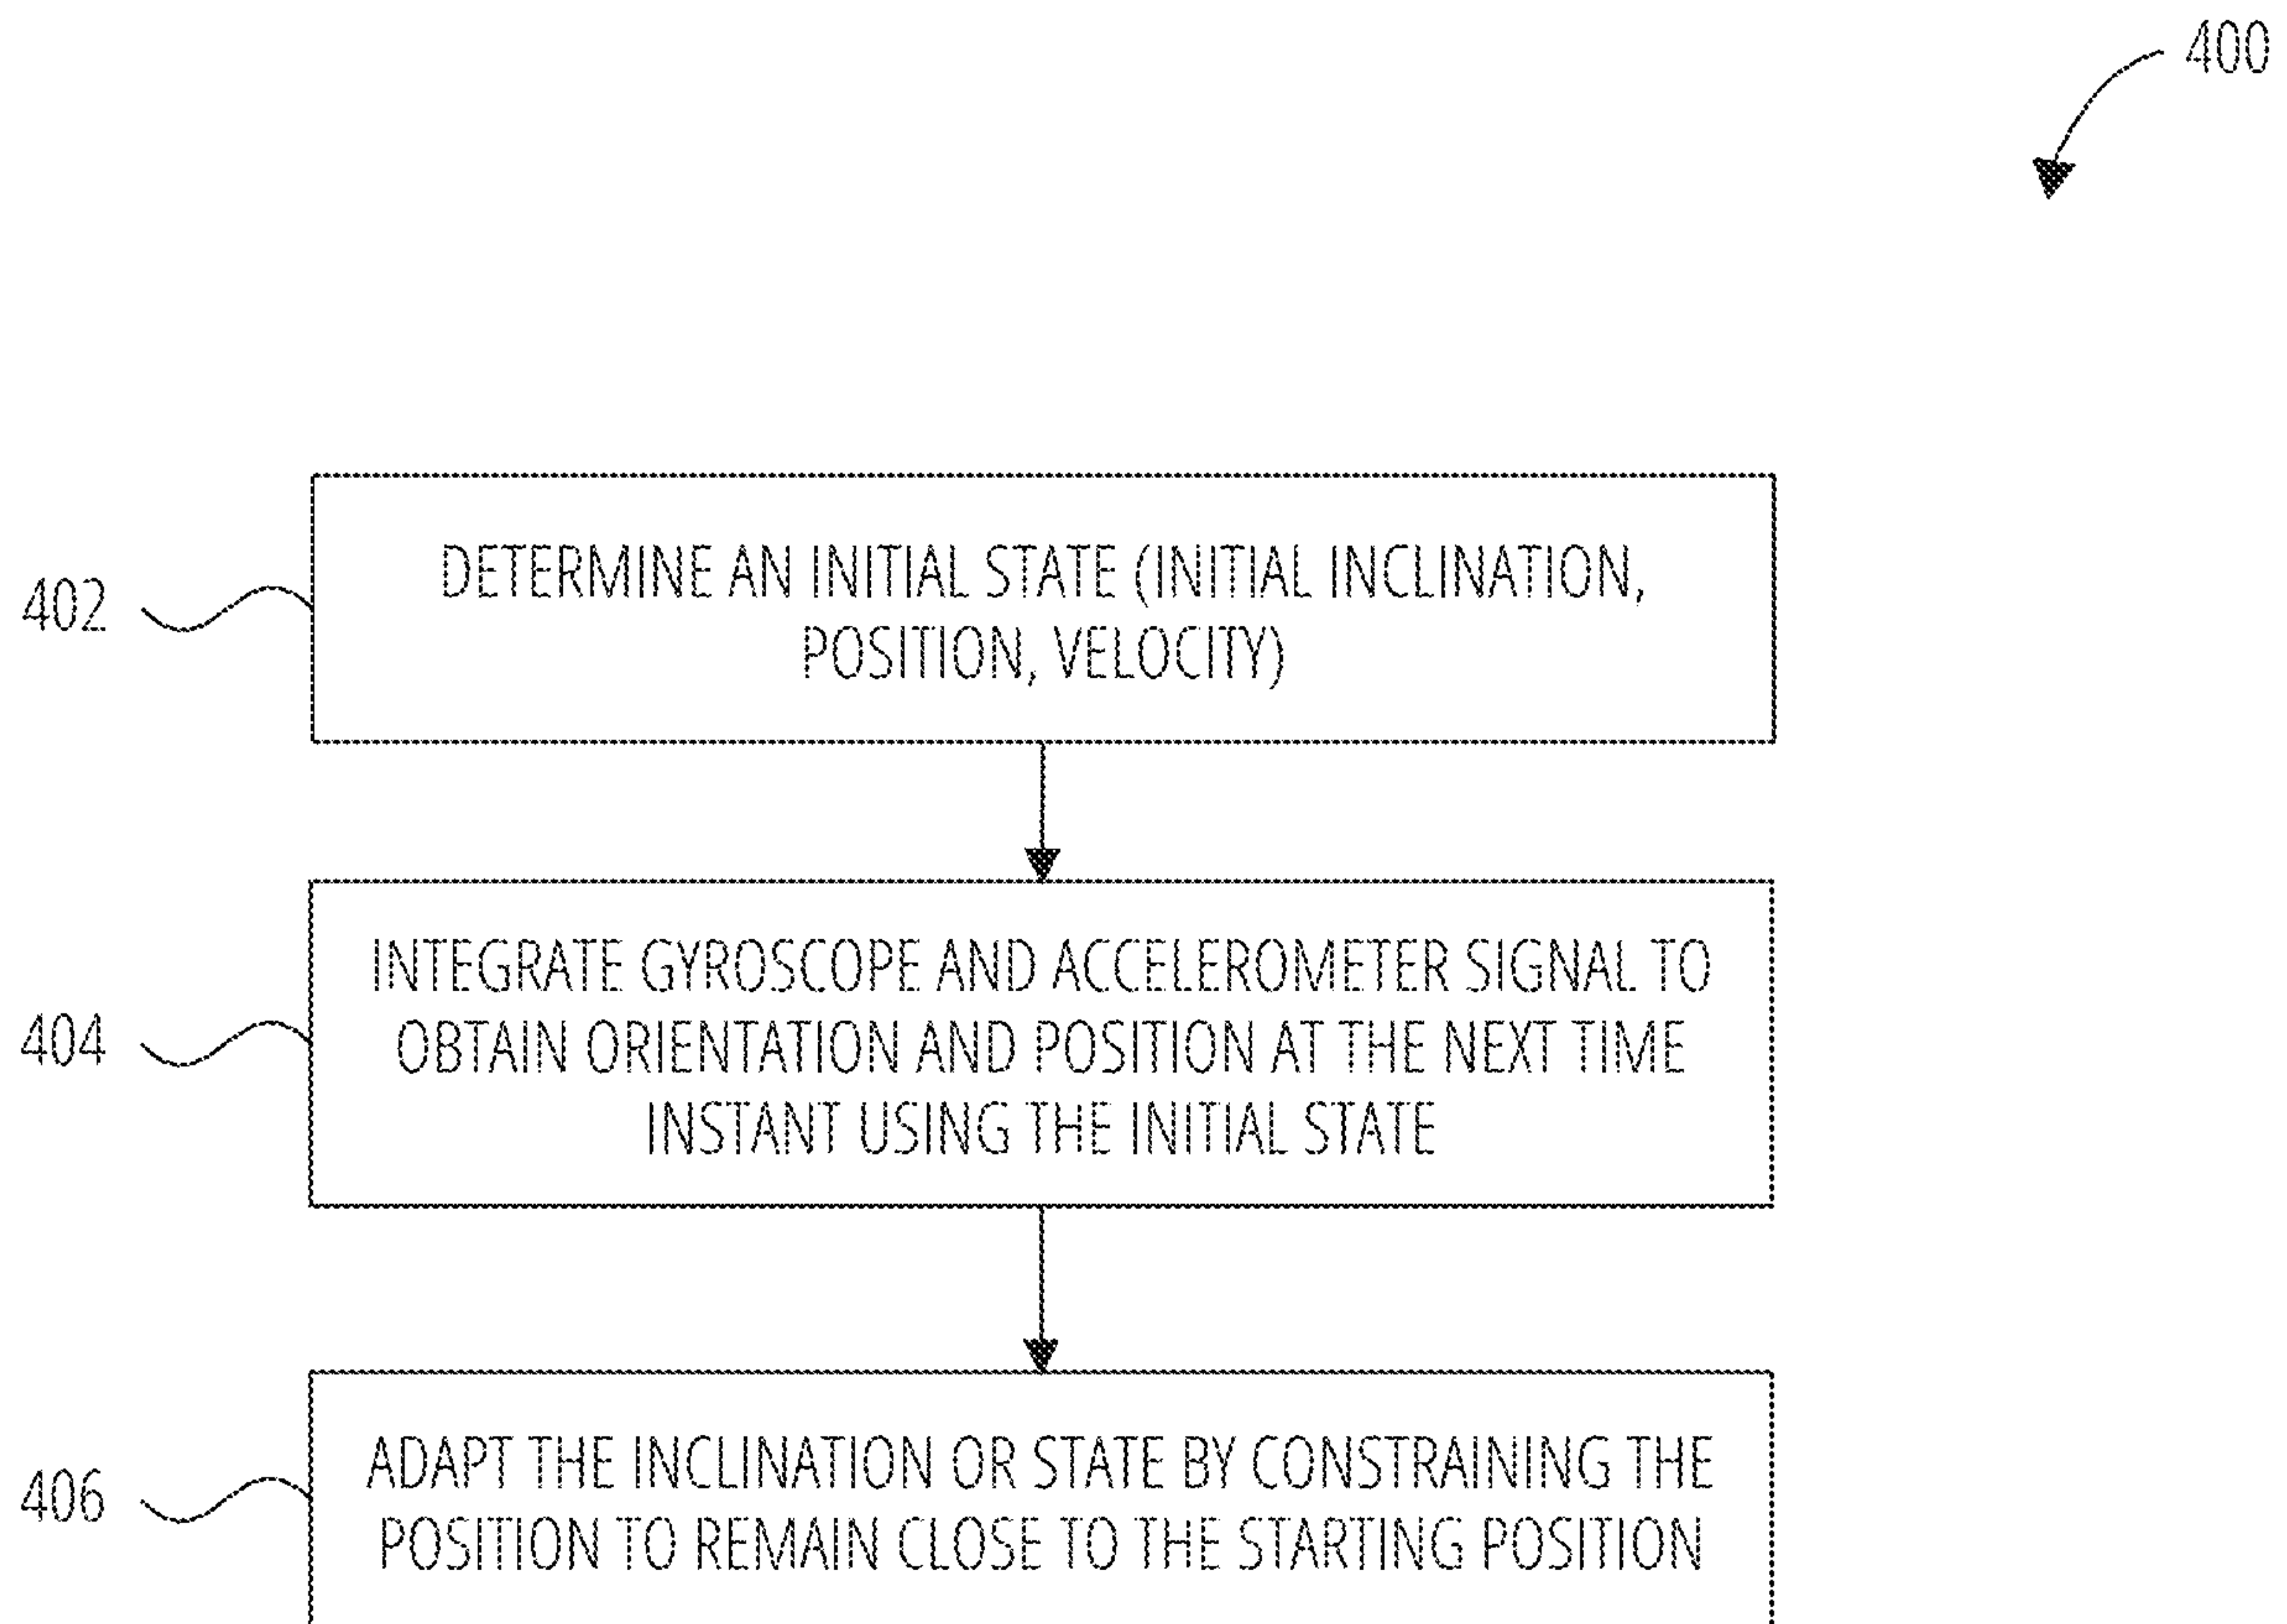 400
402
DETERMINE AN INITIAL STATE (INITIAL INCLINATION,
POSITION, VELOCITY)
404
INTEGRATE GYROSCOPE AND ACCELEROMETER SIGNAL TO
OBTAIN ORIENTATION AND POSITION AT THE NEXT TIME
INSTANT USING THE INITIAL STATE
406
ADAPT THE INCLINATION OR STATE BY CONSTRAINING THE
POSITION TO REMAIN CLOSE TO THE STARTING POSITION